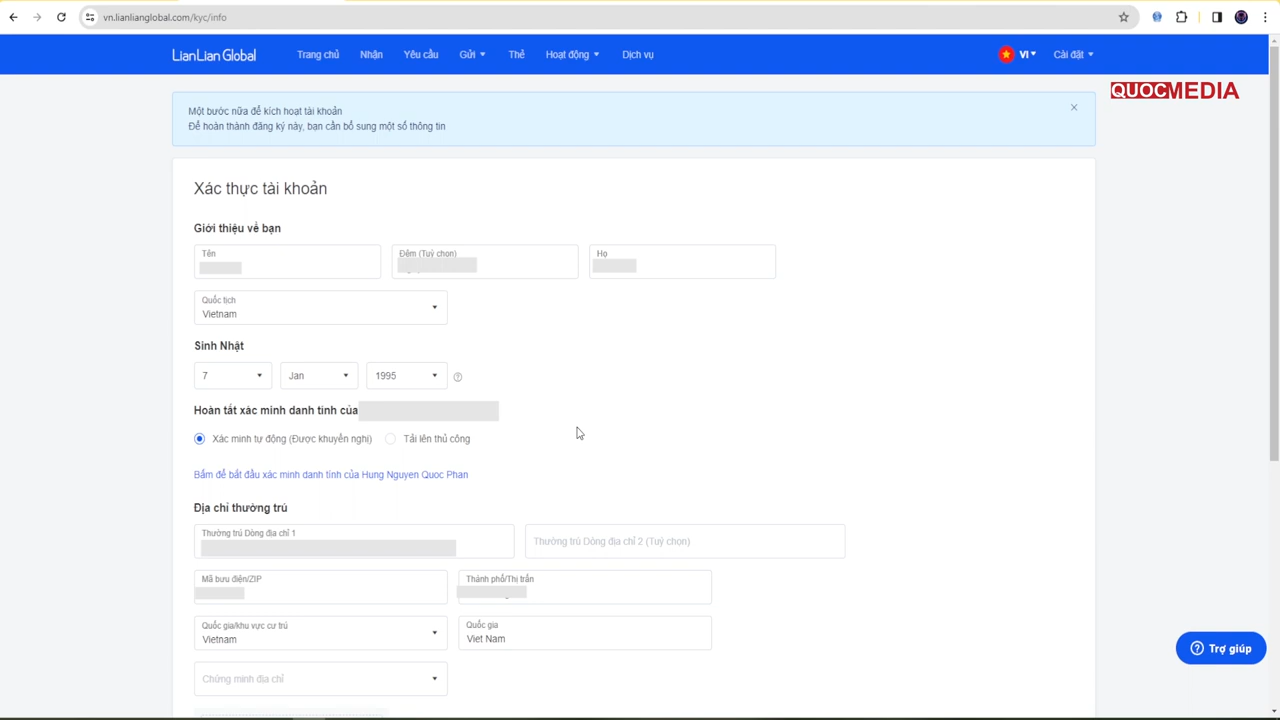 vn.lianlianglobal.com/kyc/info
LianLian Global Trang chủ Nhận Yêu cầu Gửi Thẻ Hoạt động Dịch vụ VI Cài đặt
QUOCMEDIA
Một bước nữa để kích hoạt tài khoản
Để hoàn thành đăng ký này, bạn cần bổ sung một số thông tin
Xác thực tài khoản
Giới thiệu về bạn
Tên Đệm (Tuỳ chọn) Họ
Quốc tịch
Vietnam
Sinh Nhật
7 Jan 1995
Hoàn tất xác minh danh tính của
Xác minh tự động (Được khuyến nghị) Tải lên thủ công
Bấm để bắt đầu xác minh danh tính của Hung Nguyen Quoc Phan
Địa chỉ thường trú
Thường trú Dòng địa chỉ 1 Thường trú Dòng địa chỉ 2 (Tuỳ chọn)
Mã bưu điện/ZIP Thành phố/Thị trấn
Quốc gia/khu vực cư trú Quốc gia
Vietnam Viet Nam
Trợ giúp
Chứng minh địa chỉ